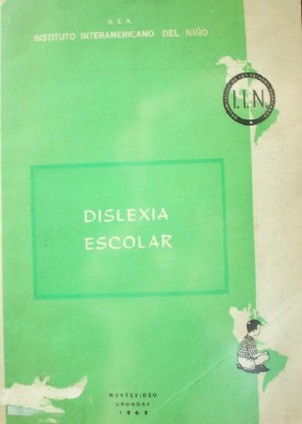 O. E. A.
INSTITUTO INTERAMERICANO DEL NIÑO
I.I.N.
DISLEXIA
ESCOLAR
MONTEVIDEO
URUGUAY